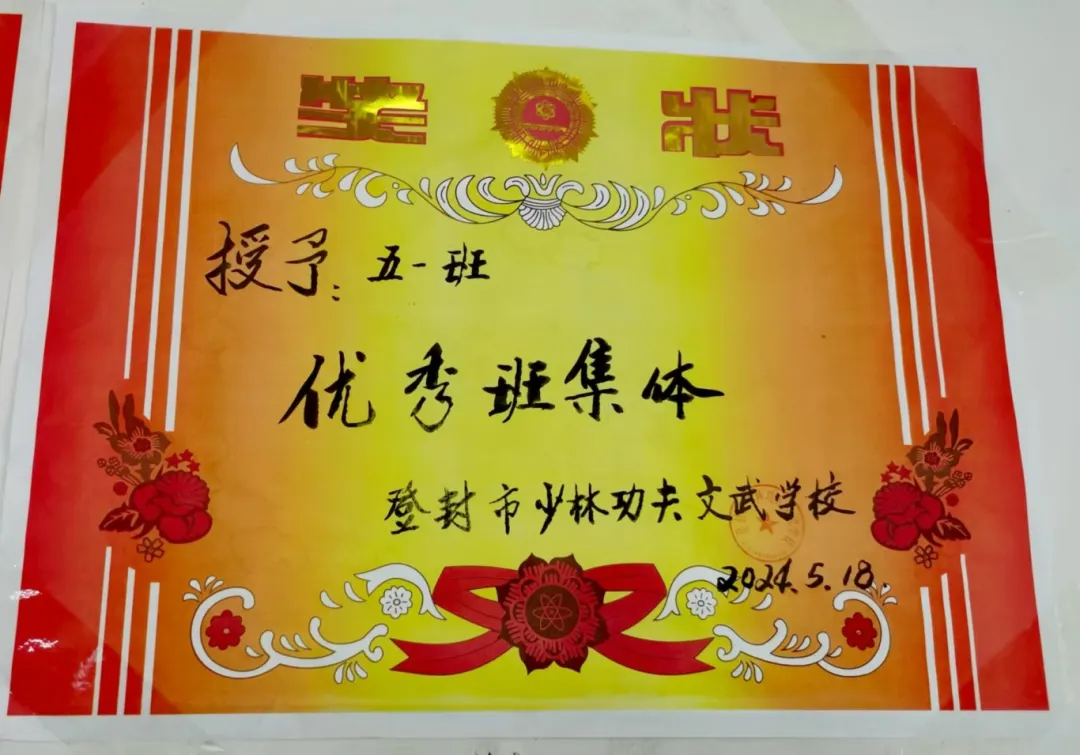 奖 状
授予：五一班
优秀班集体
登封市少林功夫文武学校
2024.5.18.